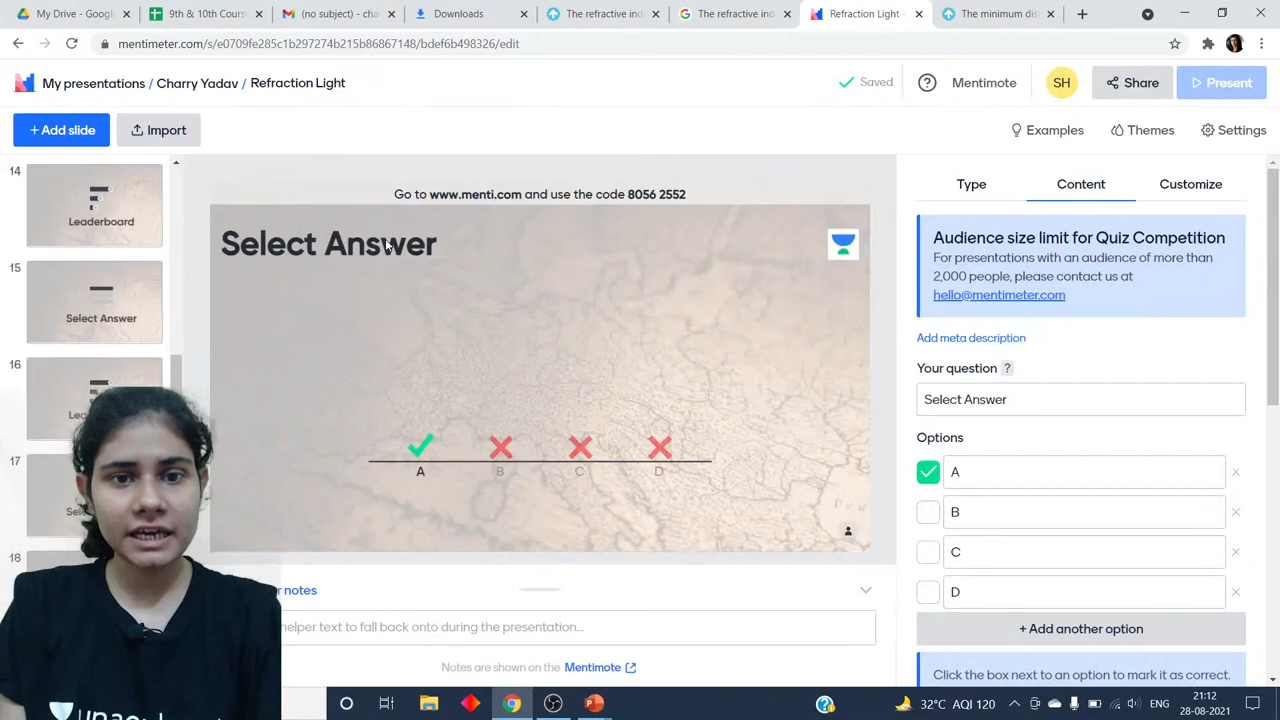 My Drive - Goog
9th & 10th Cours
(no subject) - cha
Downloads
The refractive ind
The refractive ind
Refraction Light -
The minimum dis
mentimeter.com/s/e0709fe285c1b297274b215b86867148/bdef6b498326/edit
My presentations / Charry Yadav / Refraction Light
Saved
?
Mentimote
SH
Share
Present
+ Add slide
Import
Examples
Themes
Settings
14
Leaderboard
15
Select Answer
16
Lea
17
Sel
18
Go to www.menti.com and use the code 8056 2552
Select Answer
A
B
C
D
r notes
helper text to fall back onto during the presentation...
Notes are shown on the Mentimote
Type
Content
Customize
Audience size limit for Quiz Competition
For presentations with an audience of more than
2,000 people, please contact us at
hello@mentimeter.com
Add meta description
Your question ?
Select Answer
Options
A
B
C
D
+ Add another option
Click the box next to an option to mark it as correct.
32°C AQI 120
ENG
21:12
28-08-2021